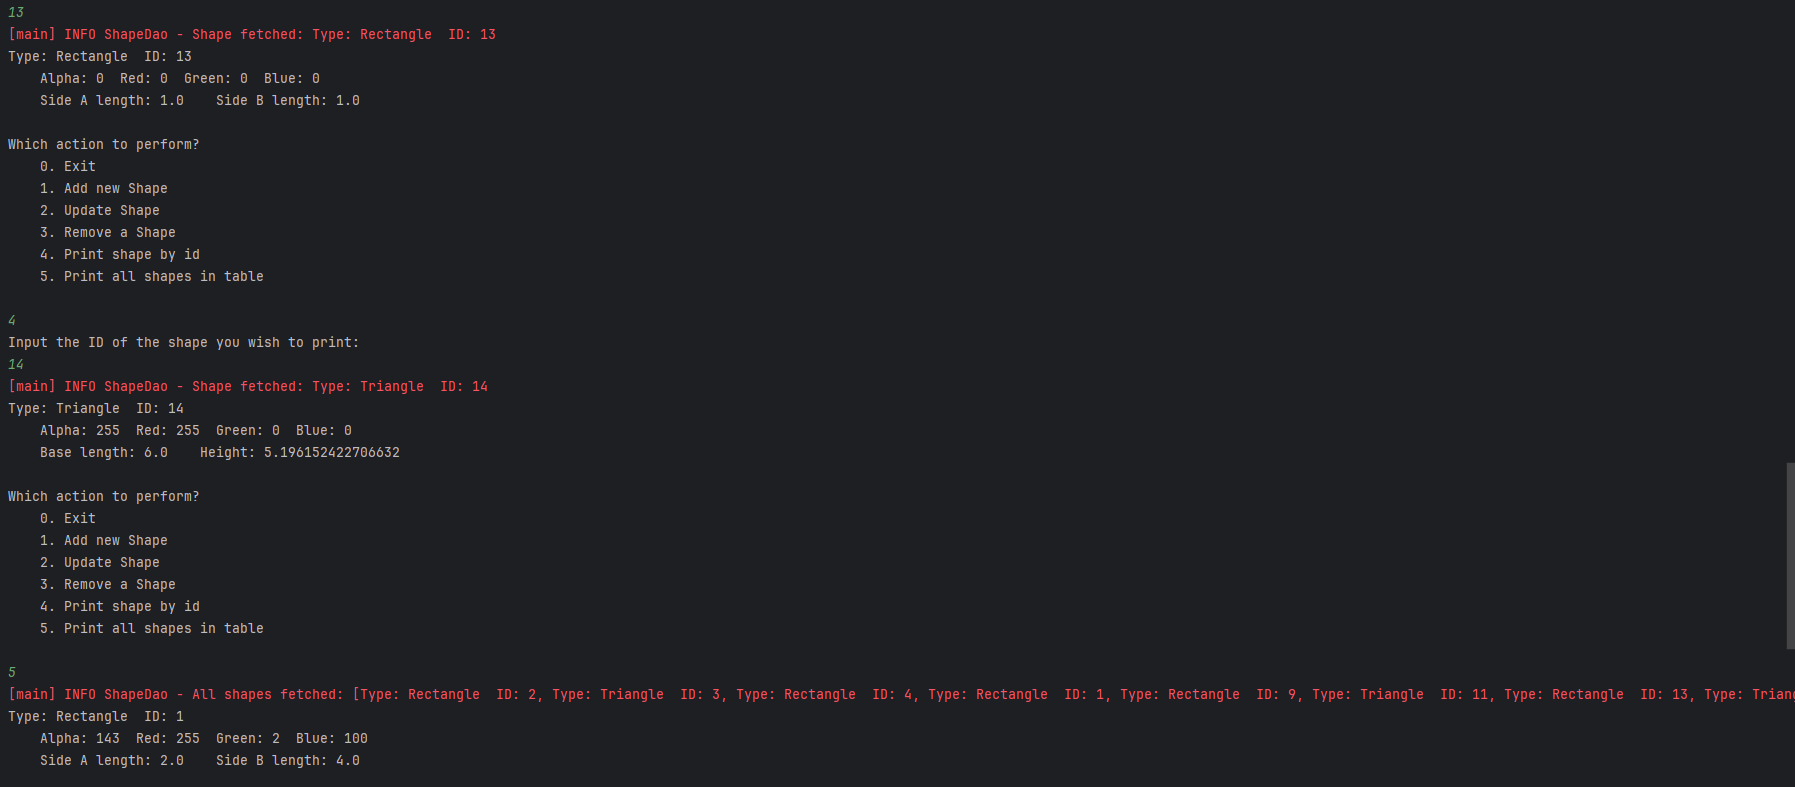 13
[main] INFO ShapeDao - Shape fetched: Type: Rectangle  ID: 13
Type: Rectangle  ID: 13
    Alpha: 0  Red: 0  Green: 0  Blue: 0
    Side A length: 1.0    Side B length: 1.0
Which action to perform?
    0. Exit
    1. Add new Shape
    2. Update Shape
    3. Remove a Shape
    4. Print shape by id
    5. Print all shapes in table
4
Input the ID of the shape you wish to print:
14
[main] INFO ShapeDao - Shape fetched: Type: Triangle  ID: 14
Type: Triangle  ID: 14
    Alpha: 255  Red: 255  Green: 0  Blue: 0
    Base length: 6.0    Height: 5.196152422706632
Which action to perform?
    0. Exit
    1. Add new Shape
    2. Update Shape
    3. Remove a Shape
    4. Print shape by id
    5. Print all shapes in table
5
[main] INFO ShapeDao - All shapes fetched: [Type: Rectangle  ID: 2, Type: Triangle  ID: 3, Type: Rectangle  ID: 4, Type: Rectangle  ID: 1, Type: Rectangle  ID: 9, Type: Triangle  ID: 11, Type: Rectangle  ID: 13, Type:
Type: Rectangle  ID: 1
    Alpha: 143  Red: 255  Green: 2  Blue: 100
    Side A length: 2.0    Side B length: 4.0